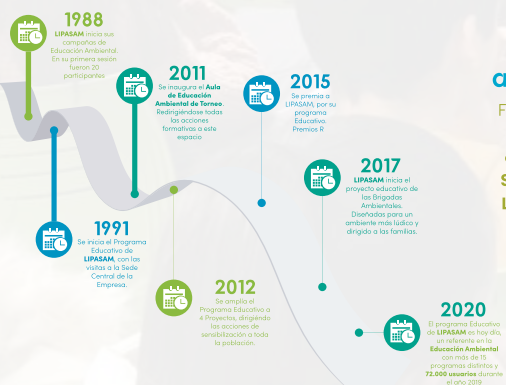 1988
LIPASAM inicia sus
campañas de
Educación Ambiental.
En su primera sesión
fueron 20
participantes
2011
Se inaugura el Aula
de Educación
Ambiental de Torneo.
Redirigiéndose todas
las acciones
formativas a este
espacio
2015
Se premia a
LIPASAM, por su
programa
Educativo.
Premios R
2017
LIPASAM inicia el
proyecto educativo de
las Brigadas
Ambientales.
Diseñadas para un
ambiente más lúdico y
dirigido a las familias.
1991
Se inicia el Programa
Educativo de
LIPASAM, con las
visitas a la Sede
Central de la
Empresa.
2012
Se amplía el
Programa Educativo a
4 Proyectos, dirigiéndo
las acciones de
sensibilización a toda
la población.
2020
El programa Educativo
de LIPASAM es hoy día,
un referente en la
Educación Ambiental
con más de 15
programas distintos y
72.000 usuarios durante
el año 2019